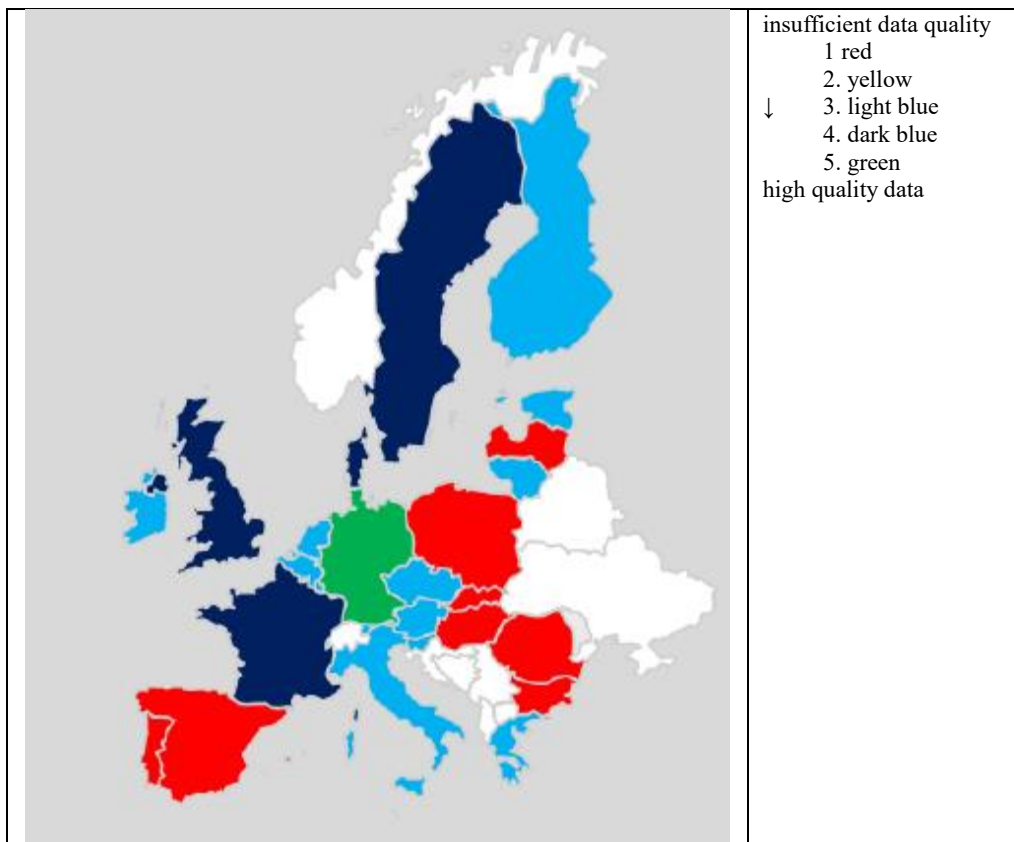 insufficient data quality
1 red
2. yellow
↓ 3. light blue
4. dark blue
5. green
high quality data